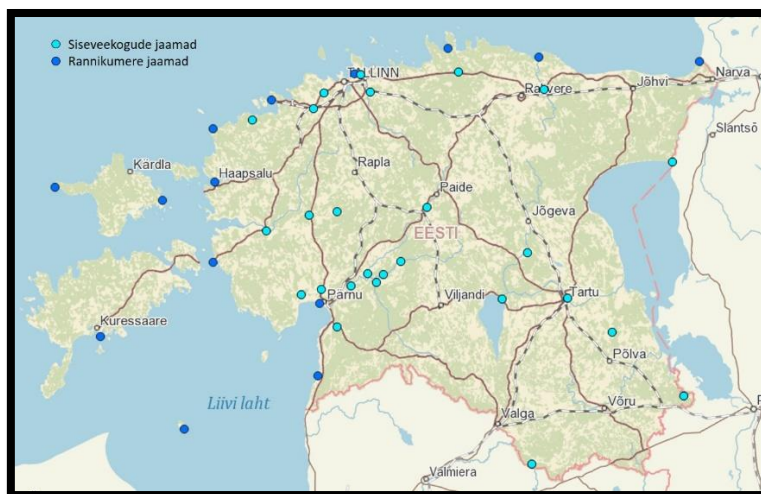 Siseveekogude jaamad
Rannikumere jaamad
TALLINN
Rakvere
Jõhvi
Narva
Slantsõ
Kärdla
Haapsalu
Rapla
Paide
Jõgeva
EESTI
Kuressaare
Pärnu
Viljandi
Tartu
Põlva
Liivi laht
Valga
Võru
Valmiera